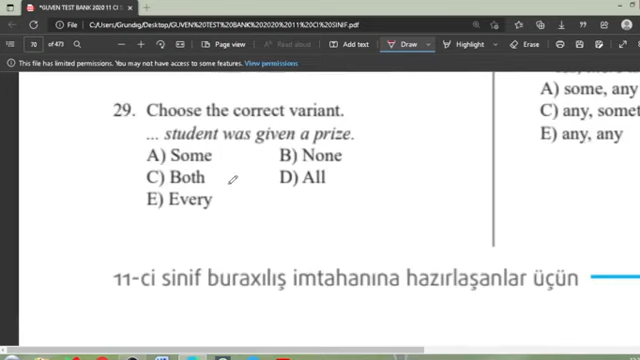 *GUVEN TEST BANK 2020 11 CI S
File
C:/Users/Grundig/Desktop/GUVEN%20TEST%20BANK%202020%2011%20CI%20SINIF.pdf
70 of 473
Page view
Read aloud
Add text
Draw
Highlight
Erase
This file has limited permissions. You may not have access to some features. View permissions
29. Choose the correct variant.
... student was given a prize.
A) Some B) None
C) Both D) All
E) Every
A) some, any
C) any, somet
E) any, any
11-ci sinif buraxılış imtahanına hazırlaşanlar üçün